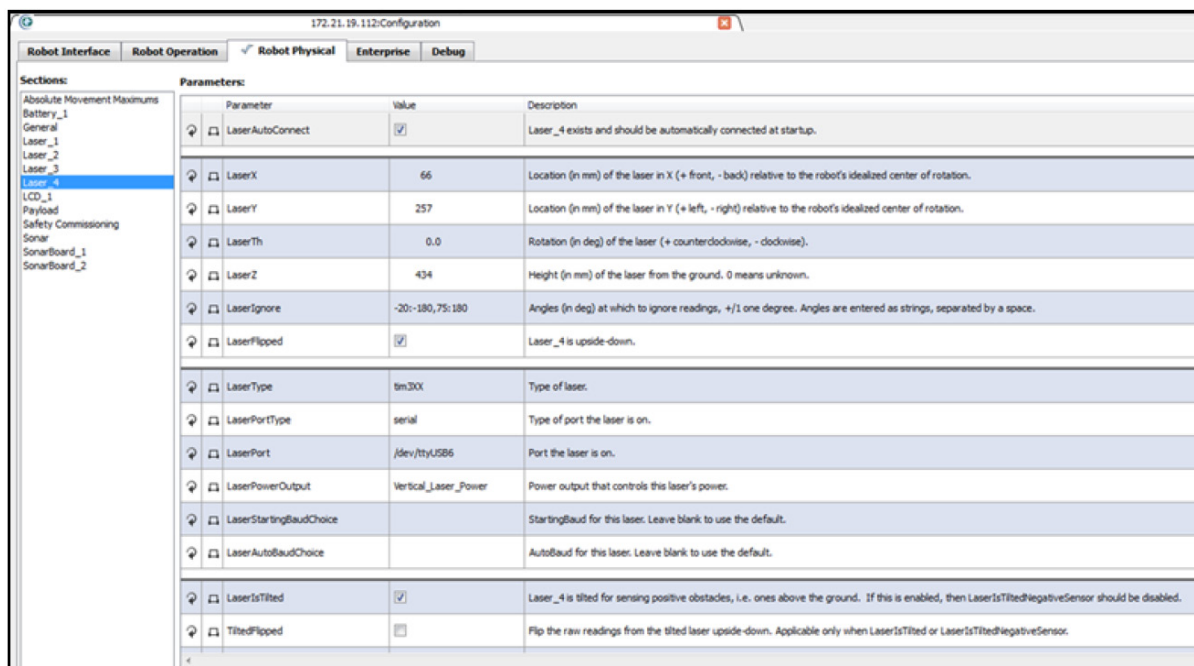 172.21.19.112:Configuration
Robot Interface Robot Operation Robot Physical Enterprise Debug
Sections:
Absolute Movement Maximums
Battery_1
General
Laser_1
Laser_2
Laser_3
Laser_4
LCD_1
Payload
Safety Commissioning
Sonar
SonarBoard_1
SonarBoard_2
Parameters:
Parameter Value Description
LaserAutoConnect Laser_4 exists and should be automatically connected at startup.
LaserX 66 Location (in mm) of the laser in X (+ front, - back) relative to the robot's idealized center of rotation.
LaserY 257 Location (in mm) of the laser in Y (+ left, - right) relative to the robot's idealized center of rotation.
LaserTh 0.0 Rotation (in deg) of the laser (+ counterclockwise, - clockwise).
LaserZ 434 Height (in mm) of the laser from the ground. 0 means unknown.
LaserIgnore -20:-180,75:180 Angles (in deg) at which to ignore readings, +/1 one degree. Angles are entered as strings, separated by a space.
LaserFlipped Laser_4 is upside-down.
LaserType tim3XX Type of laser.
LaserPortType serial Type of port the laser is on.
LaserPort /dev/ttyUSB6 Port the laser is on.
LaserPowerOutput Vertical_Laser_Power Power output that controls this laser's power.
LaserStartingBaudChoice StartingBaud for this laser. Leave blank to use the default.
LaserAutoBaudChoice AutoBaud for this laser. Leave blank to use the default.
LaserIsTilted Laser_4 is tilted for sensing positive obstacles, i.e. ones above the ground. If this is enabled, then LaserIsTiltedNegativeSensor should be disabled.
TiltedFlipped Flip the raw readings from the tilted laser upside-down. Applicable only when LaserIsTilted or LaserIsTiltedNegativeSensor.